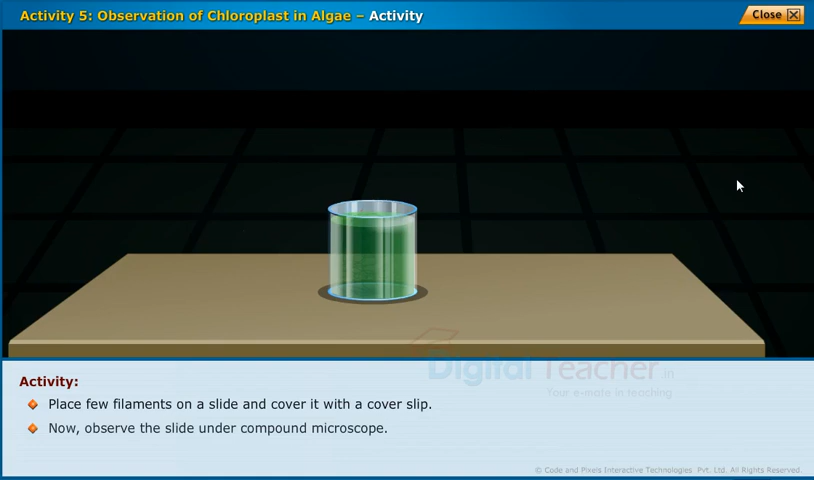 Activity 5: Observation of Chloroplast in Algae – Activity
Close
Digital Teacher.in
Your e-mate in teaching
Activity:
Place few filaments on a slide and cover it with a cover slip.
Now, observe the slide under compound microscope.
© Code and Pixels Interactive Technologies Pvt. Ltd. All Rights Reserved.